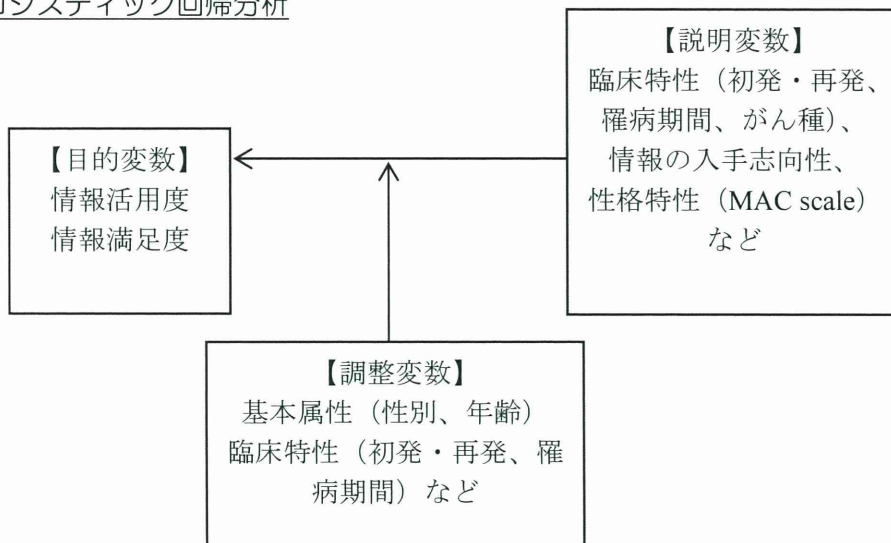 ロジスティック回帰分析
【説明変数】
臨床特性（初発・再発、
罹病期間、がん種）、
情報の入手志向性、
性格特性（MAC scale）
など
【目的変数】
情報活用度
情報満足度
【調整変数】
基本属性（性別、年齢）
臨床特性（初発・再発、罹
病期間）など